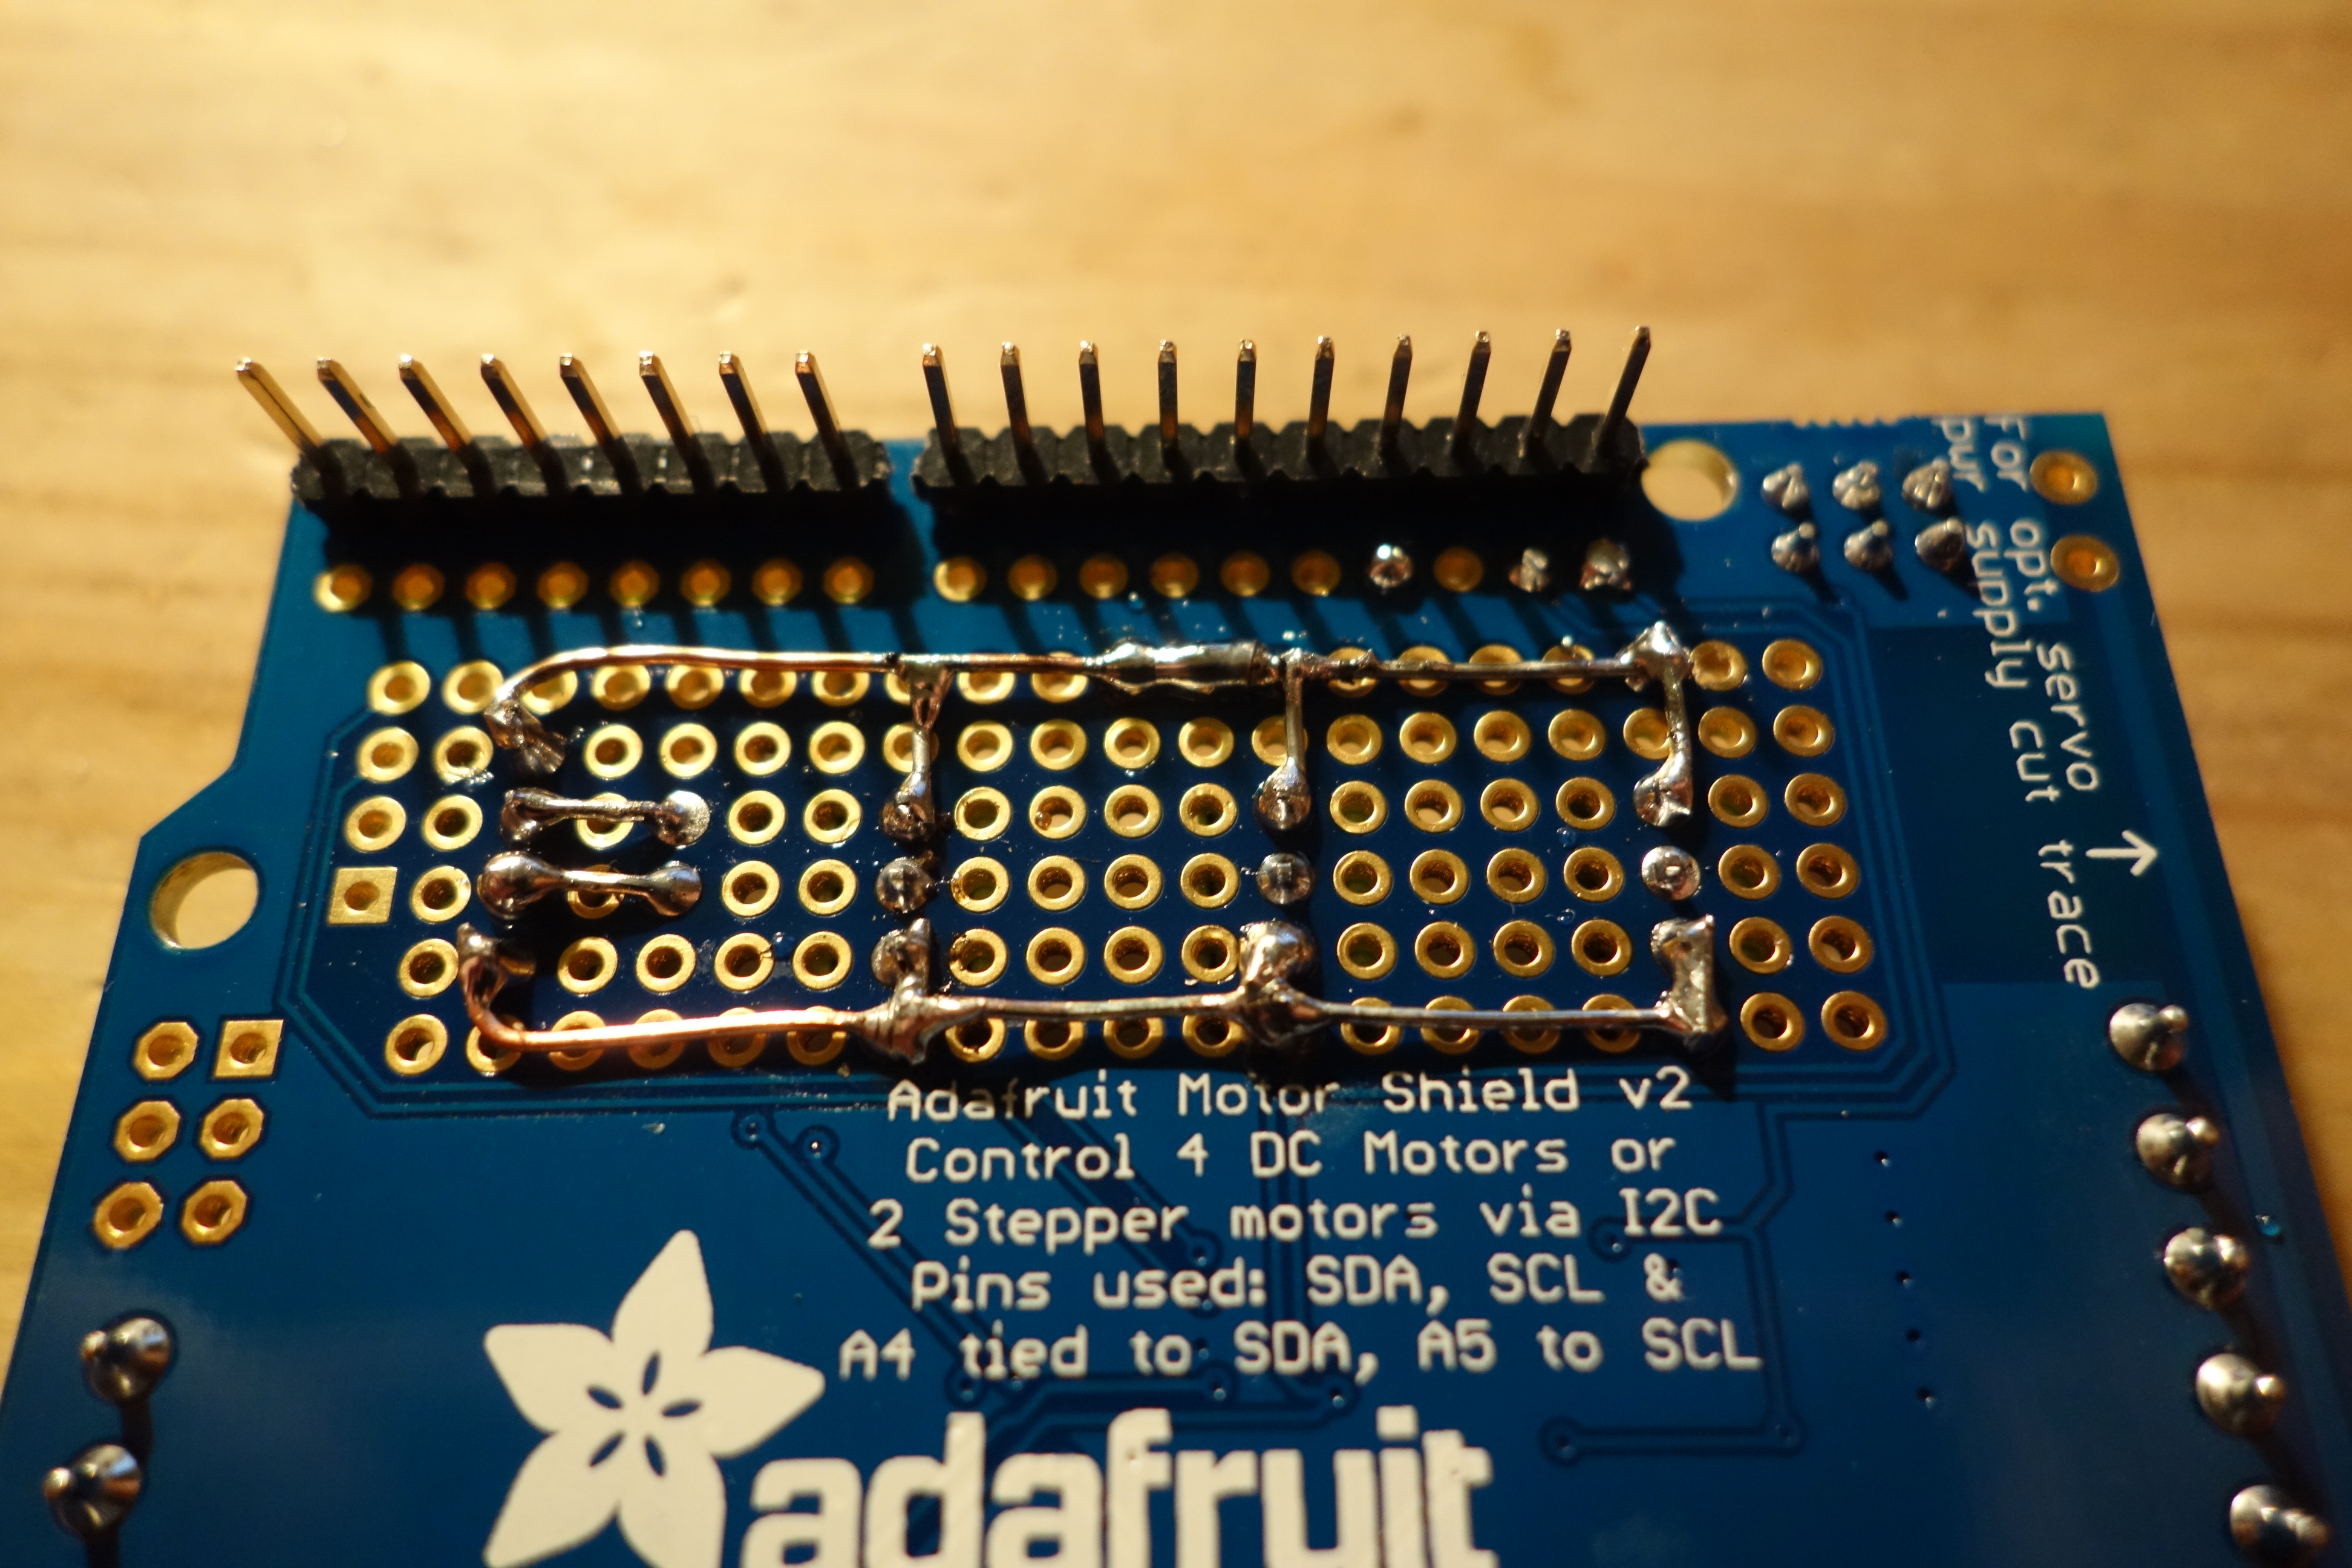 For opt. servo
pwr supply cut trace
Adafruit Motor Shield v2
Control 4 DC Motors or
2 Stepper motors via I2C
Pins used: SDA, SCL &
A4 tied to SDA, A5 to SCL
adafruit